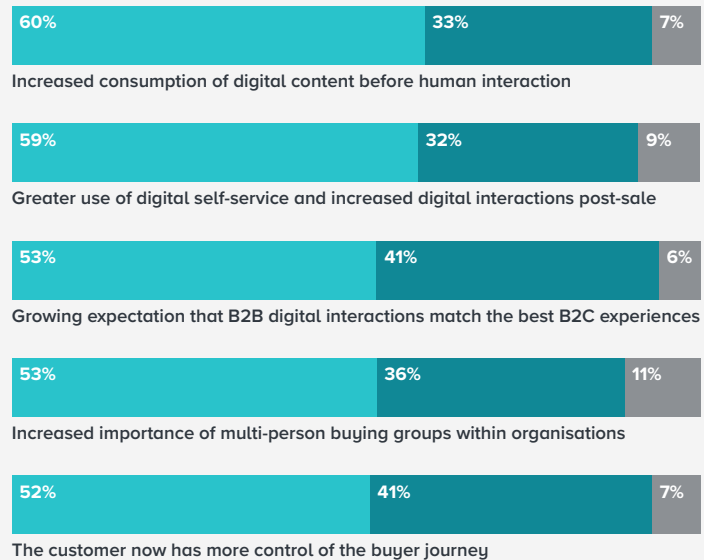 60% 33% 7%
Increased consumption of digital content before human interaction
59% 32% 9%
Greater use of digital self-service and increased digital interactions post-sale
53% 41% 6%
Growing expectation that B2B digital interactions match the best B2C experiences
53% 36% 11%
Increased importance of multi-person buying groups within organisations
52% 41% 7%
The customer now has more control of the buyer journey